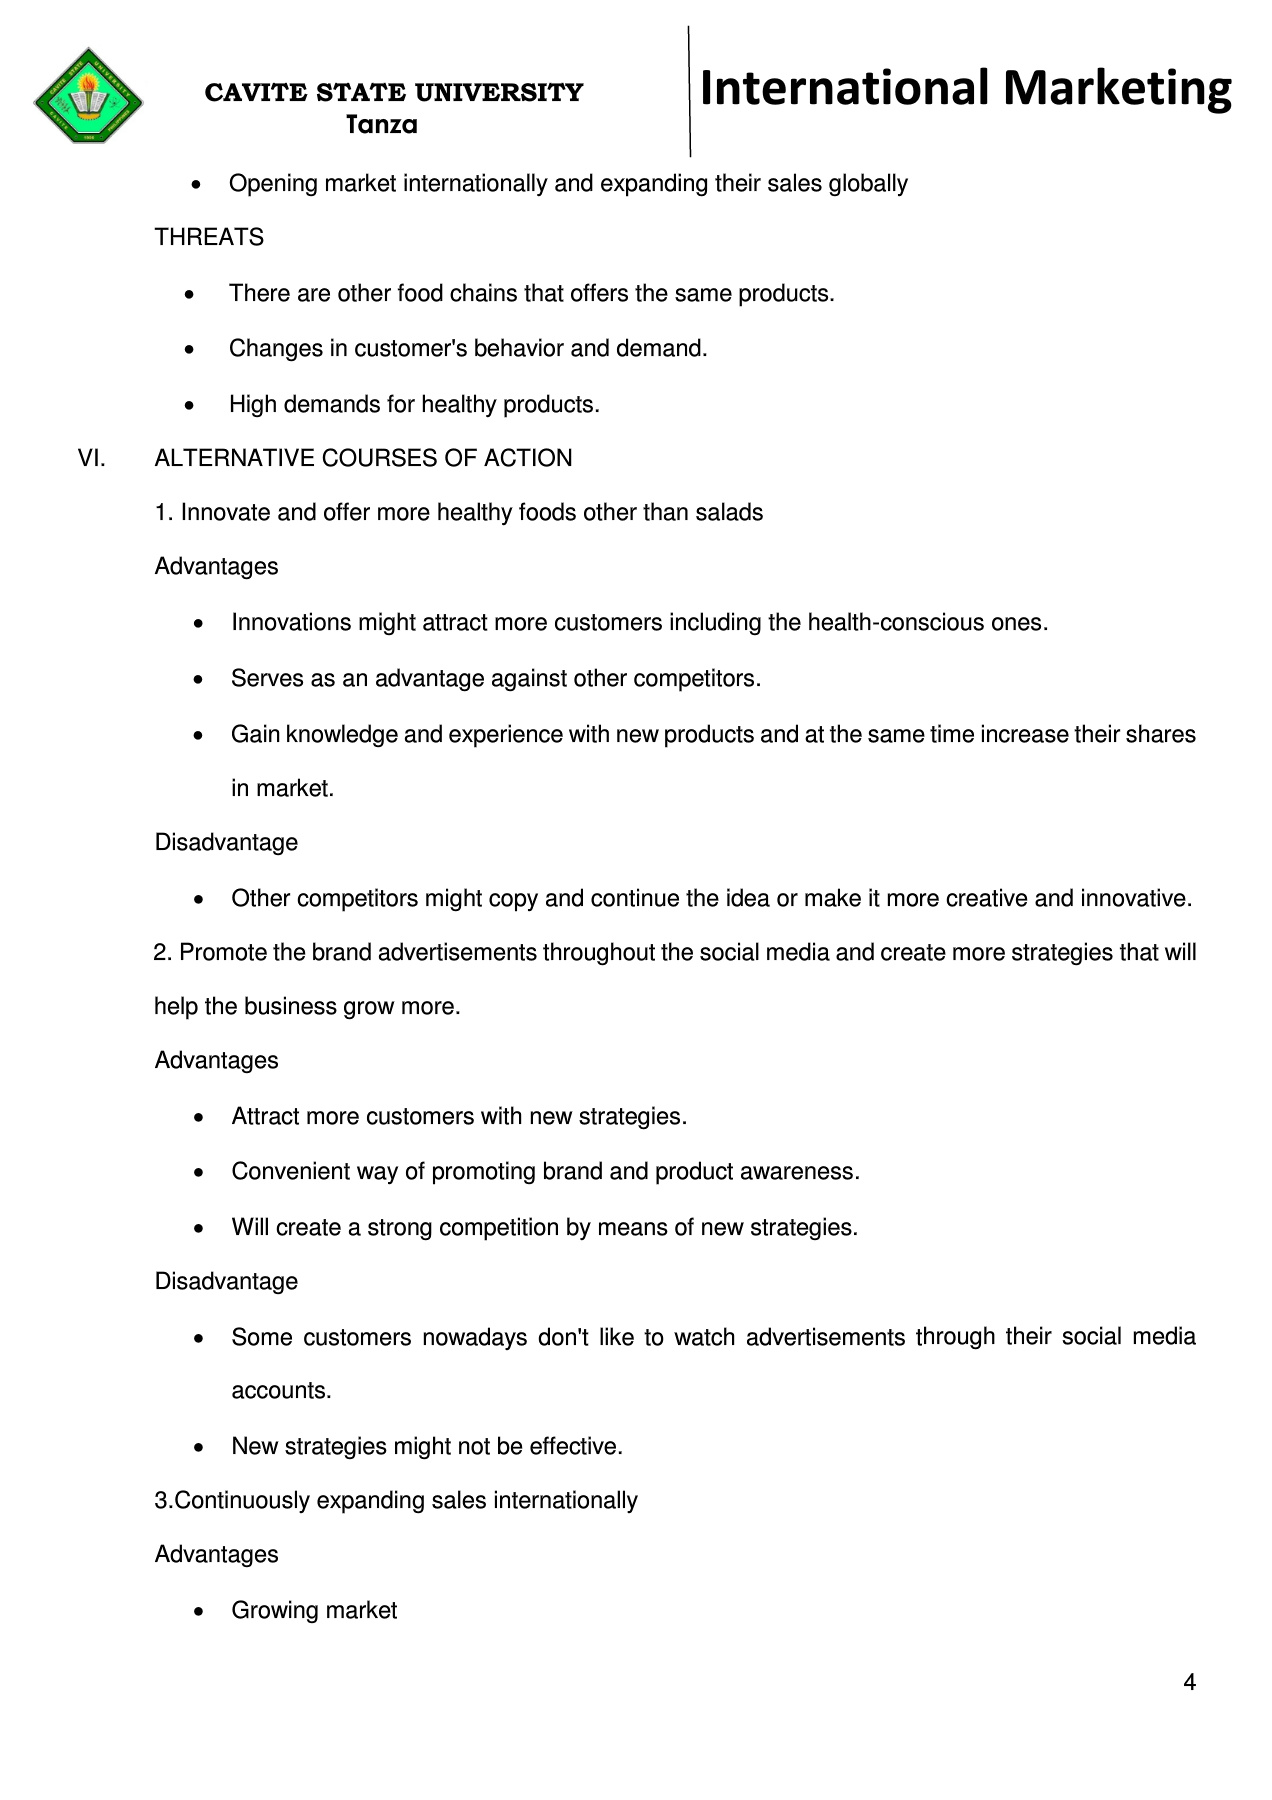 CAVITE STATE UNIVERSITY
Tanza
International Marketing
• Opening market internationally and expanding their sales globally
THREATS
• There are other food chains that offers the same products.
• Changes in customer's behavior and demand.
• High demands for healthy products.
VI. ALTERNATIVE COURSES OF ACTION
1. Innovate and offer more healthy foods other than salads
Advantages
• Innovations might attract more customers including the health-conscious ones.
• Serves as an advantage against other competitors.
• Gain knowledge and experience with new products and at the same time increase their shares
in market.
Disadvantage
• Other competitors might copy and continue the idea or make it more creative and innovative.
2. Promote the brand advertisements throughout the social media and create more strategies that will
help the business grow more.
Advantages
• Attract more customers with new strategies.
• Convenient way of promoting brand and product awareness.
• Will create a strong competition by means of new strategies.
Disadvantage
• Some customers nowadays don't like to watch advertisements through their social media
accounts.
• New strategies might not be effective.
3.Continuously expanding sales internationally
Advantages
• Growing market
4